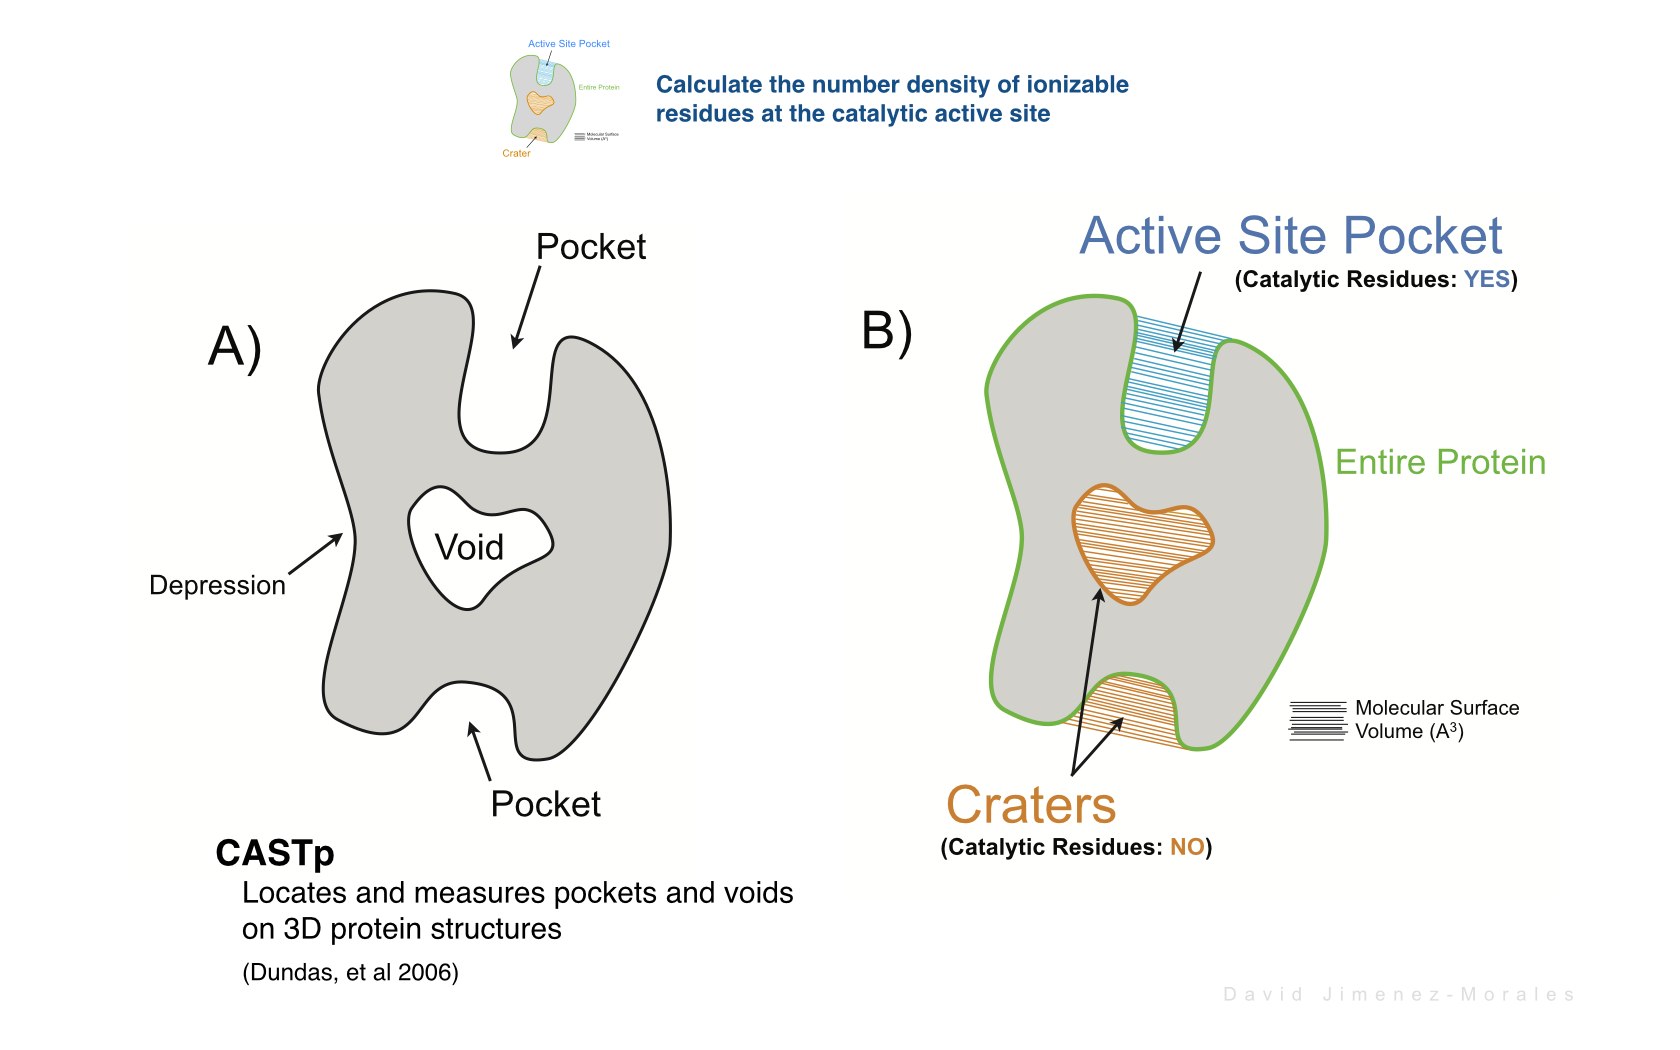 Active Site Pocket
Entire Protein
Molecular Surface
Volume (A³)
Crater
Calculate the number density of ionizable
residues at the catalytic active site
A)
Pocket
Void
Depression
Pocket
CASTp
Locates and measures pockets and voids
on 3D protein structures
(Dundas, et al 2006)
B)
Active Site Pocket
(Catalytic Residues: YES)
Entire Protein
Molecular Surface
Volume (A³)
Craters
(Catalytic Residues: NO)
David Jimenez-Morales